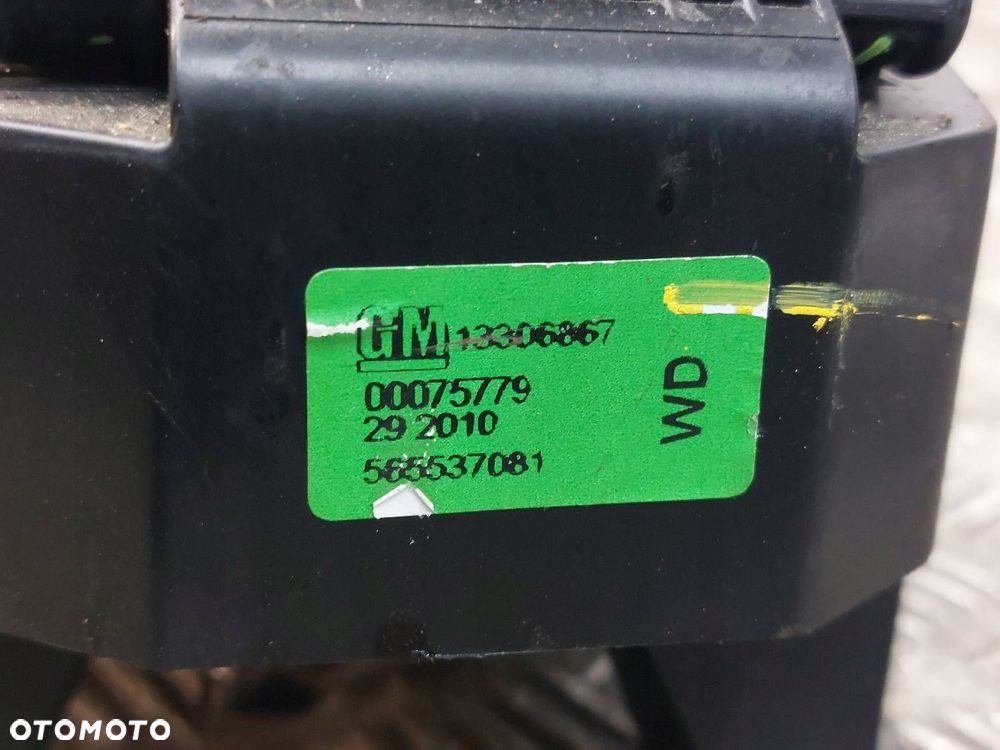 GM 13306867
00075779
29 2010
565537081
WD
OTOMOTO